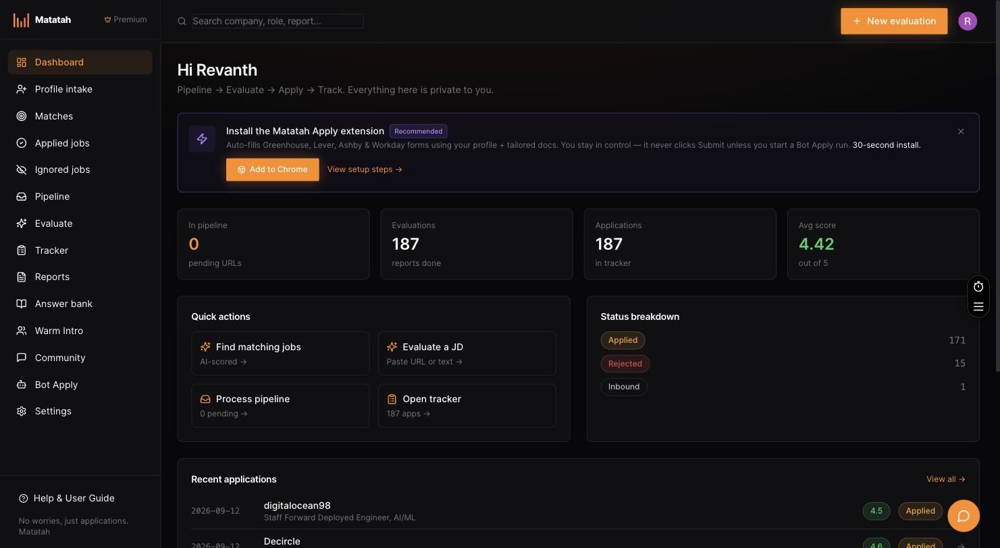 Matatah
Premium
Search company, role, report...
New evaluation
R
Dashboard
Profile intake
Matches
Applied jobs
Ignored jobs
Pipeline
Evaluate
Tracker
Reports
Answer bank
Warm Intro
Community
Bot Apply
Settings
Help & User Guide
No worries, just applications.
Matatah
Hi Revanth
Pipeline → Evaluate → Apply → Track. Everything here is private to you.
Install the Matatah Apply extension Recommended
Auto-fills Greenhouse, Lever, Ashby & Workday forms using your profile + tailored docs. You stay in control — it never clicks Submit unless you start a Bot Apply run. 30-second install.
Add to Chrome View setup steps →
In pipeline
0
pending URLs
Evaluations
187
reports done
Applications
187
in tracker
Avg score
4.42
out of 5
Quick actions
Find matching jobs
AI-scored →
Evaluate a JD
Paste URL or text →
Process pipeline
0 pending →
Open tracker
187 apps →
Status breakdown
Applied 171
Rejected 15
Inbound 1
Recent applications View all →
2026-09-12 digitalocean98 4.5 Applied
Staff Forward Deployed Engineer, AI/ML
2026-09-12 Decircle 4.6 Applied →